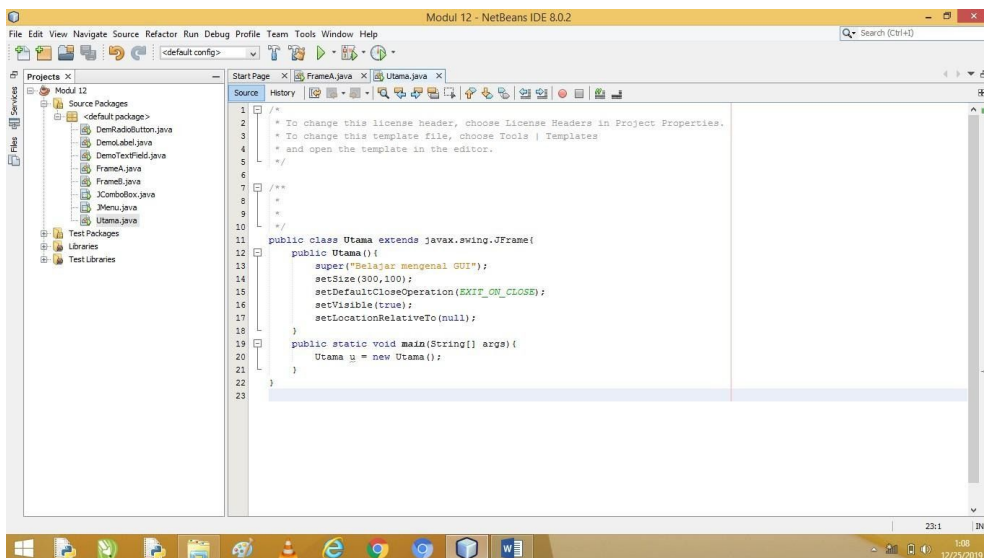 Modul 12 - NetBeans IDE 8.0.2
File Edit View Navigate Source Refactor Run Debug Profile Team Tools Window Help
Search (Ctrl+I)
<default config>
Projects
Start Page
FrameA.java
Utama.java
Services
Files
Source History
Modul 12
Source Packages
<default package>
DemRadioButton.java
DemoLabel.java
DemoTextField.java
FrameA.java
FrameB.java
JComboBox.java
JMenu.java
Utama.java
Test Packages
Libraries
Test Libraries
1 /*
2 * To change this license header, choose License Headers in Project Properties.
3 * To change this template file, choose Tools | Templates
4 * and open the template in the editor.
5 */
6
7 /**
8 *
9 *
10 */
11 public class Utama extends javax.swing.JFrame{
12 public Utama(){
13 super("Belajar mengenal GUI");
14 setSize(300,100);
15 setDefaultCloseOperation(EXIT_ON_CLOSE);
16 setVisible(true);
17 setLocationRelativeTo(null);
18 }
19 public static void main(String[] args){
20 Utama u = new Utama();
21 }
22 }
23
23:1 IN
1:08
12/25/2019